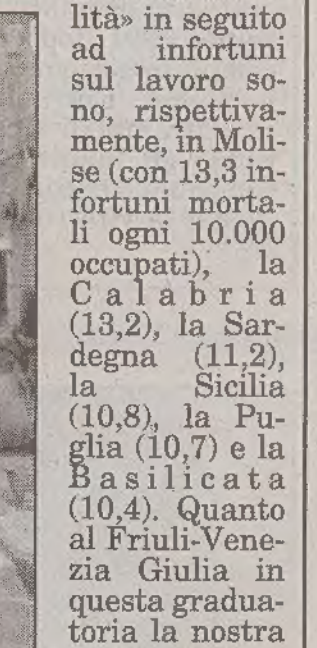 lità» in seguito
ad infortuni
sul lavoro so-
no, rispettiva-
mente, in Moli-
se (con 13,3 in-
fortuni morta-
li ogni 10.000
occupati), la
Calabria
(13,2), la Sar-
degna (11,2),
la Sicilia
(10,8), la Pu-
glia (10,7) e la
Basilicata
(10,4). Quanto
al Friuli-Vene-
zia Giulia in
questa gradua-
toria la nostra